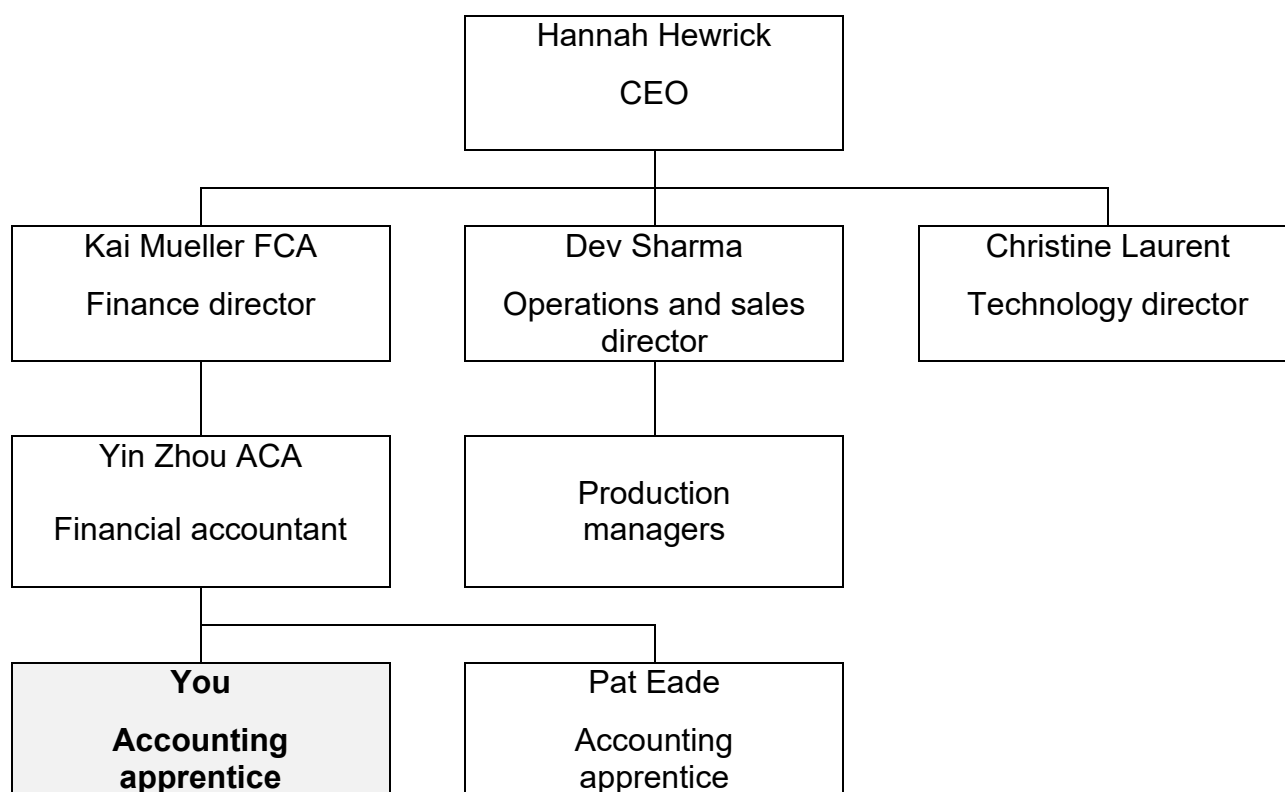 Hannah Hewrick
CEO
Kai Mueller FCA
Finance director
Dev Sharma
Operations and sales
director
Christine Laurent
Technology director
Yin Zhou ACA
Financial accountant
Production
managers
You
Accounting
apprentice
Pat Eade
Accounting
apprentice